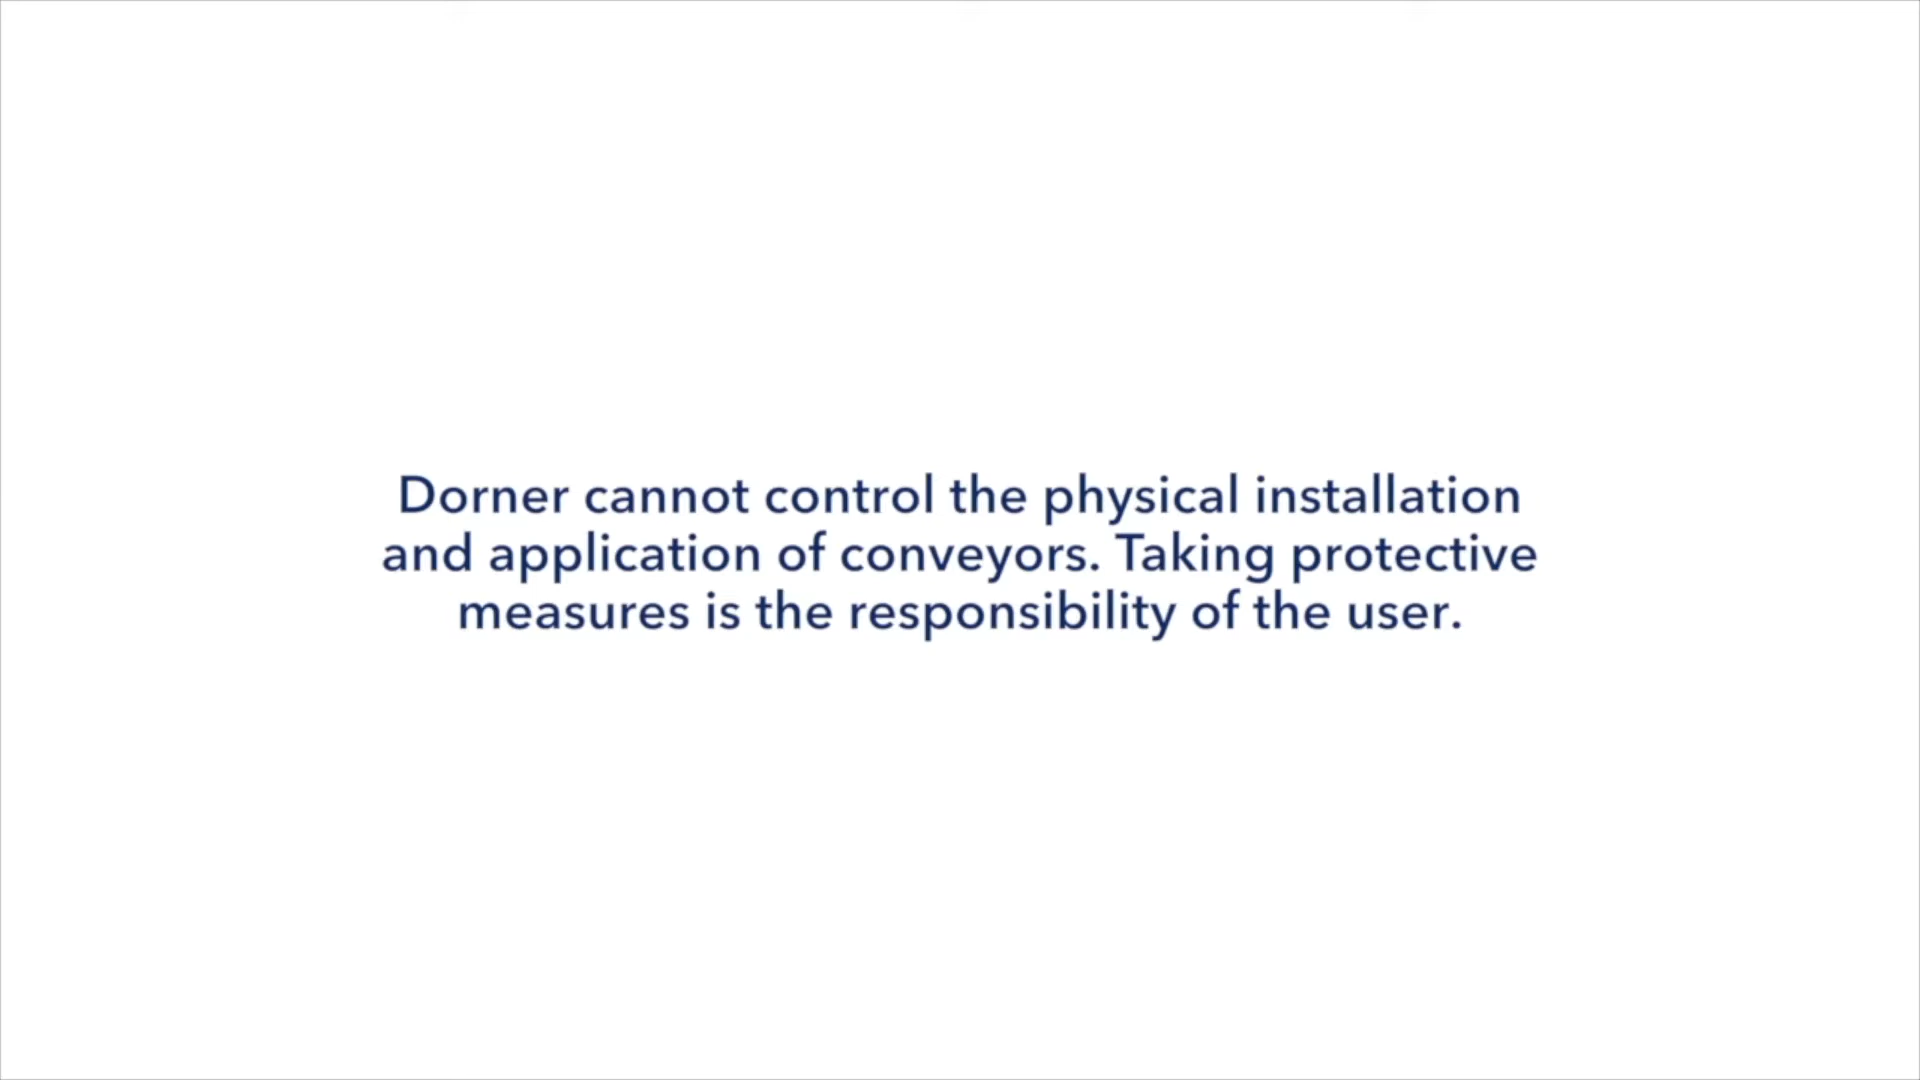 Dorner cannot control the physical installation
and application of conveyors. Taking protective
measures is the responsibility of the user.